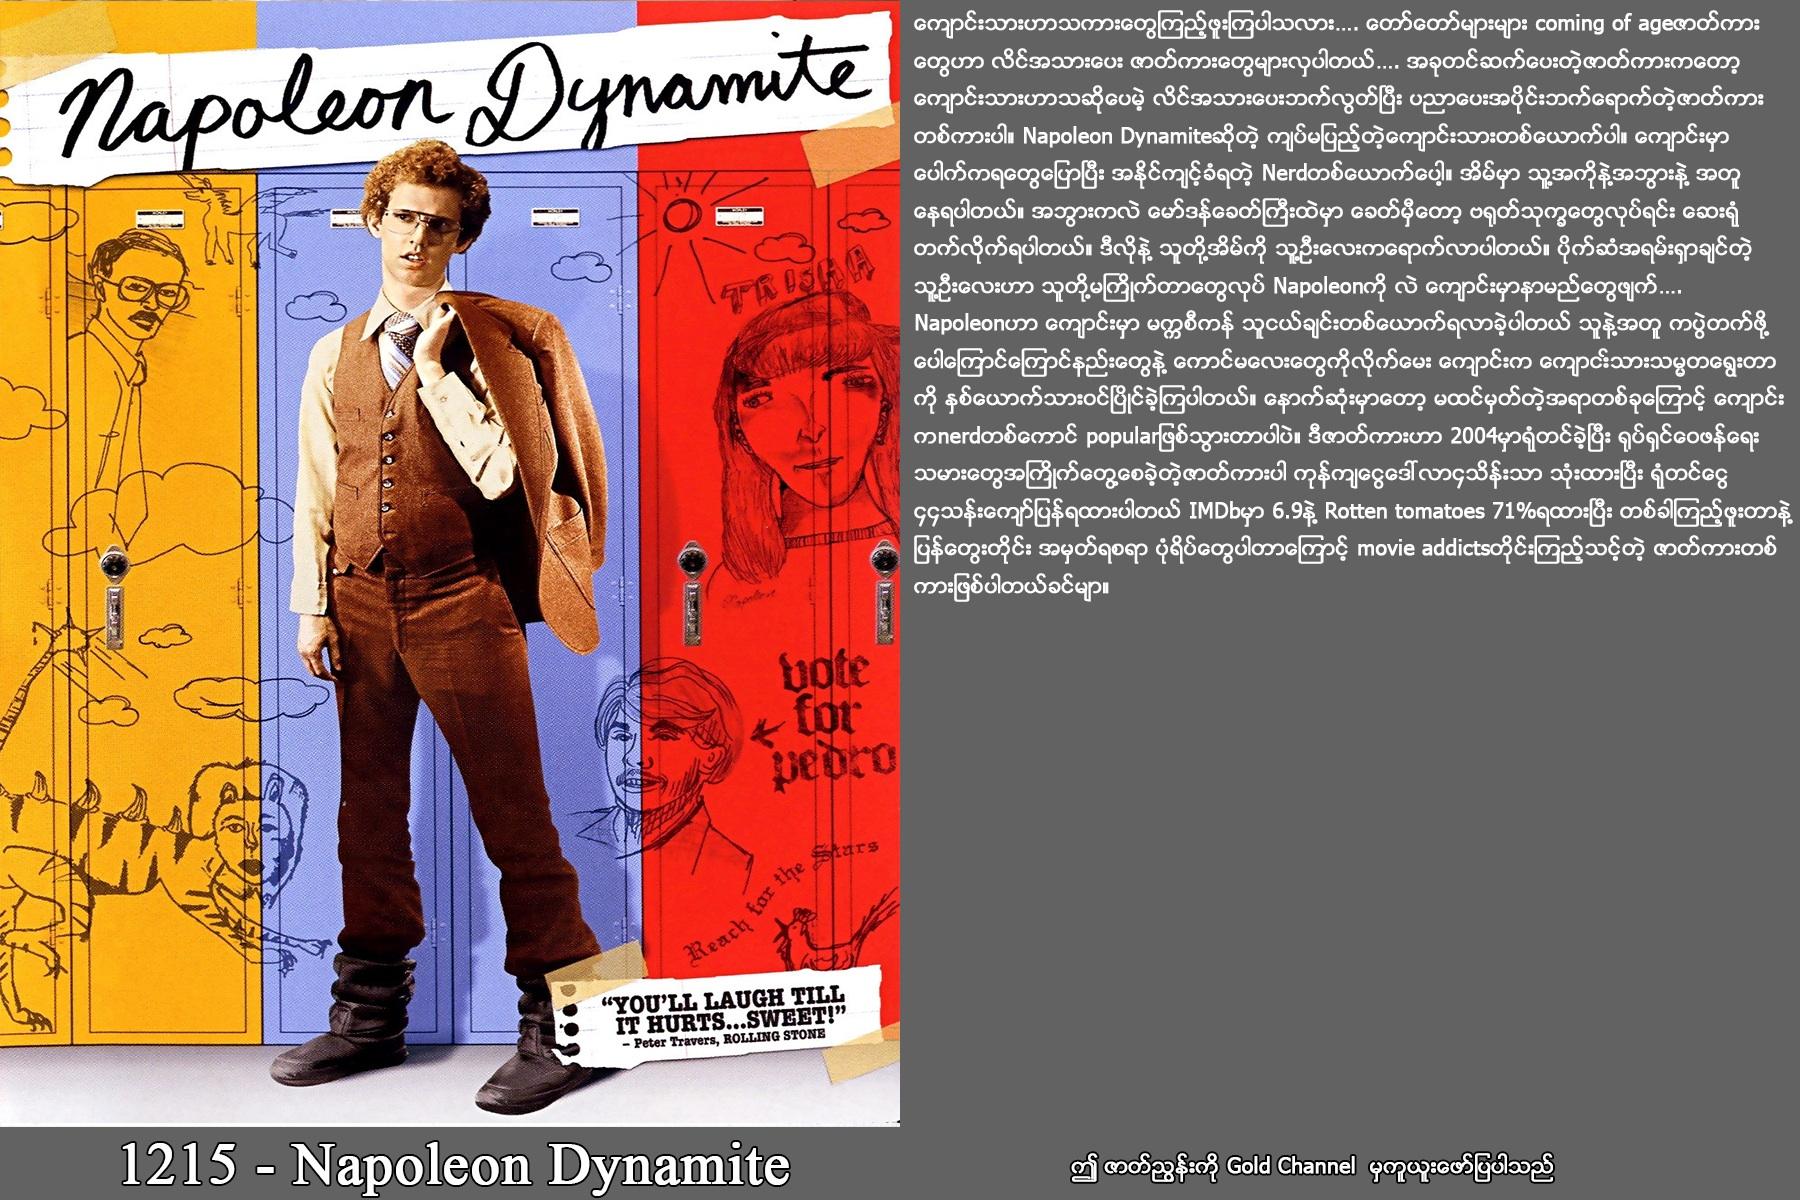 Napoleon Dynamite
TRISHA
vote
for
pedro
Reach for the Stars
"YOU'LL LAUGH TILL
IT HURTS...SWEET!"
– Peter Travers, ROLLING STONE
1215 - Napoleon Dynamite
ကျောင်းသားဟာသကားတွေကြည့်ဖူးကြပါသလား.... တော်တော်များများ coming of ageဇာတ်ကား
တွေဟာ လိင်အသားပေး ဇာတ်ကားတွေများလှပါတယ်.... အခုတင်ဆက်ပေးတဲ့ဇာတ်ကားကတော့
ကျောင်းသားဟာသဆိုပေမဲ့ လိင်အသားပေးဘက်လွတ်ပြီး ပညာပေးအပိုင်းဘက်ရောက်တဲ့ဇာတ်ကား
တစ်ကားပါ။ Napoleon Dynamiteဆိုတဲ့ ကျပ်မပြည့်တဲ့ကျောင်းသားတစ်ယောက်ပါ။ ကျောင်းမှာ
ပေါက်ကရတွေပြောပြီး အနိုင်ကျင့်ခံရတဲ့ Nerdတစ်ယောက်ပေါ့။ အိမ်မှာ သူ့အကိုနဲ့အဘွားနဲ့ အတူ
နေရပါတယ်။ အဘွားကလဲ မော်ဒန်ခေတ်ကြီးထဲမှာ ခေတ်မှီတော့ ဗရုတ်သုက္ခတွေလုပ်ရင်း ဆေးရုံ
တက်လိုက်ရပါတယ်။ ဒီလိုနဲ့ သူတို့အိမ်ကို သူ့ဦးလေးကရောက်လာပါတယ်။ ပိုက်ဆံအရမ်းရှာချင်တဲ့
သူ့ဦးလေးဟာ သူတို့မကြိုက်တာတွေလုပ် Napoleonကို လဲ ကျောင်းမှာနာမည်တွေဖျက်....
Napoleonဟာ ကျောင်းမှာ မက္ကစီကန် သူငယ်ချင်းတစ်ယောက်ရလာခဲ့ပါတယ် သူနဲ့အတူ ကပွဲတက်ဖို့
ပေါကြောင်ကြောင်နည်းတွေနဲ့ ကောင်မလေးတွေကိုလိုက်မေး ကျောင်းက ကျောင်းသားသမ္မတရွေးတာ
ကို နှစ်ယောက်သားဝင်ပြိုင်ခဲ့ကြပါတယ်။ နောက်ဆုံးမှာတော့ မထင်မှတ်တဲ့အရာတစ်ခုကြောင့် ကျောင်း
ကnerdတစ်ကောင် popularဖြစ်သွားတာပါပဲ။ ဒီဇာတ်ကားဟာ 2004မှာရုံတင်ခဲ့ပြီး ရုပ်ရှင်ဝေဖန်ရေး
သမားတွေအကြိုက်တွေ့စေခဲ့တဲ့ဇာတ်ကားပါ ကုန်ကျငွေဒေါ်လာ၄သိန်းသာ သုံးထားပြီး ရုံတင်ငွေ
၄၄သန်းကျော်ပြန်ရထားပါတယ် IMDbမှာ 6.9နဲ့ Rotten tomatoes 71%ရထားပြီး တစ်ခါကြည့်ဖူးတာနဲ့
ပြန်တွေးတိုင်း အမှတ်ရစရာ ပုံရိပ်တွေပါတာကြောင့် movie addictsတိုင်းကြည့်သင့်တဲ့ ဇာတ်ကားတစ်
ကားဖြစ်ပါတယ်ခင်မျာ။
ဤ ဇာတ်ညွှန်းကို Gold Channel မှကူယူးဖော်ပြပါသည်